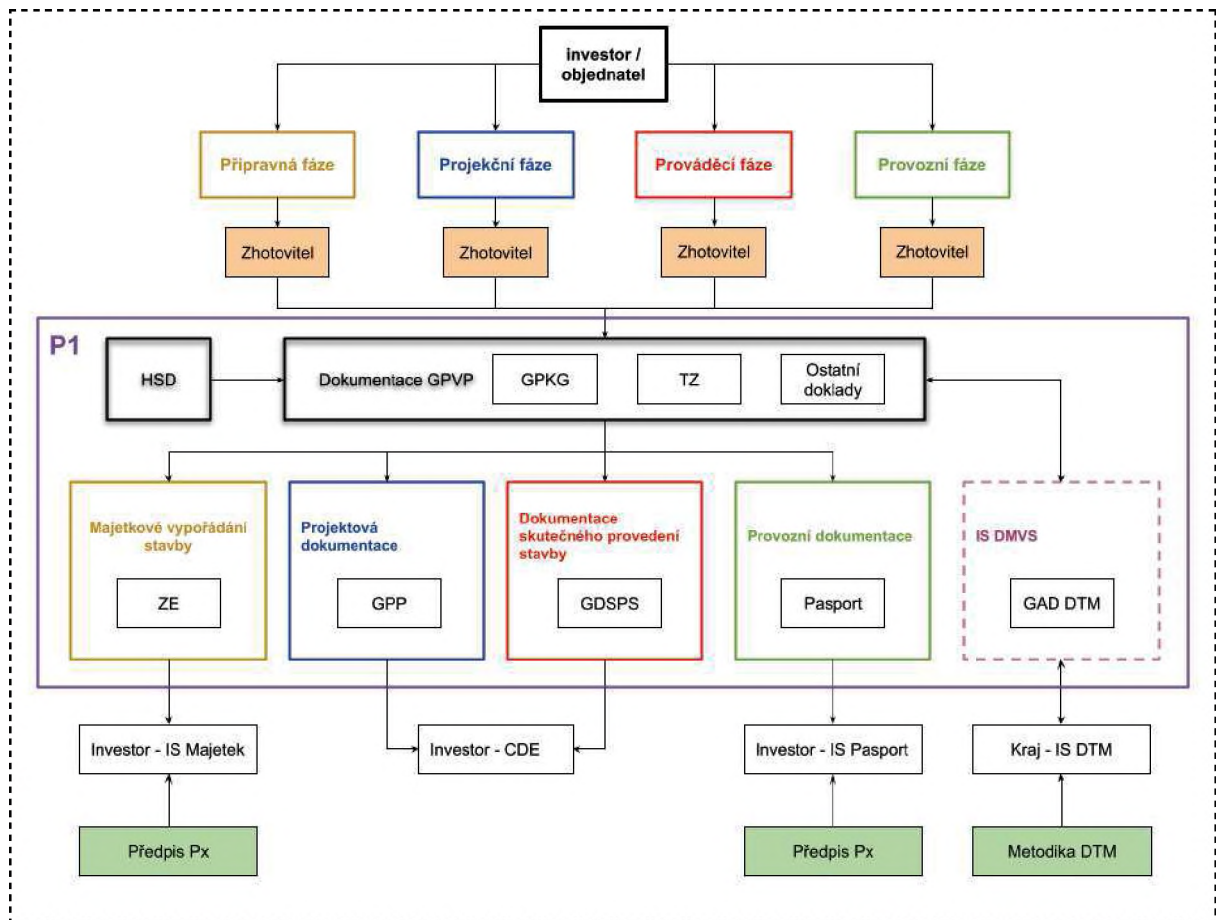 investor /
objednatel
Přípravná fáze
Projekční fáze
Prováděcí fáze
Provozní fáze
Zhotovitel
Zhotovitel
Zhotovitel
Zhotovitel
P1
HSD
Dokumentace GPVP
GPKG
TZ
Ostatní
doklady
Majetkové vypořádání
stavby
ZE
Projektová
dokumentace
GPP
Dokumentace
skutečného provedení
stavby
GDSPS
Provozní dokumentace
Pasport
IS DMVS
GAD DTM
Investor - IS Majetek
Investor - CDE
Investor - IS Pasport
Kraj - IS DTM
Předpis Px
Předpis Px
Metodika DTM